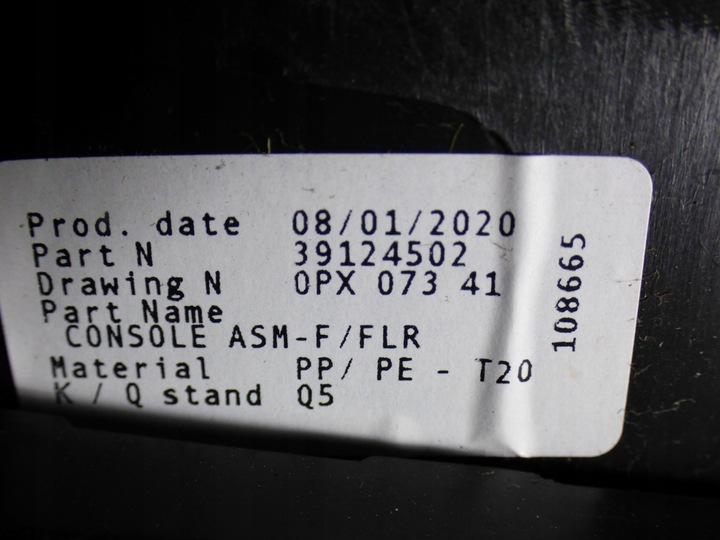 Prod. date 08/01/2020
Part N 39124502
Drawing N 0PX 073 41
Part Name
CONSOLE ASM-F/FLR
Material PP/ PE - T20
K / Q stand Q5
108665